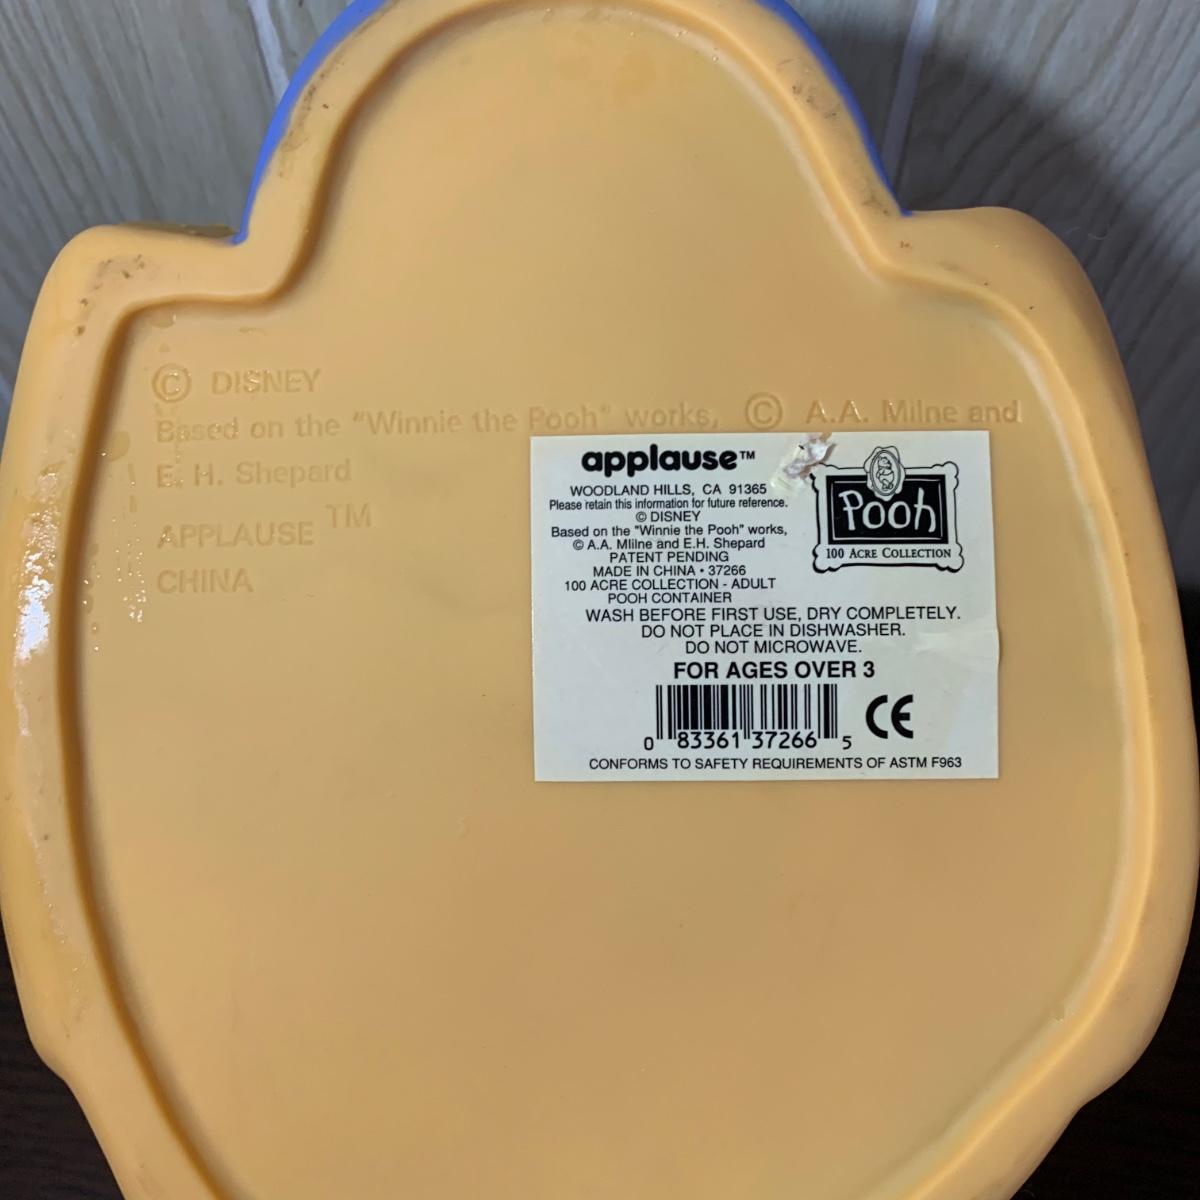 © DISNEY
Based on the "Winnie the Pooh" works, © A.A. Milne and
E. H. Shepard
APPLAUSE TM
CHINA
applause™
WOODLAND HILLS, CA 91365
Please retain this information for future reference.
© DISNEY
Based on the "Winnie the Pooh" works,
© A.A. Mliine and E.H. Shepard
PATENT PENDING
MADE IN CHINA • 37266
100 ACRE COLLECTION - ADULT
POOH CONTAINER
Pooh
100 ACRE COLLECTION
WASH BEFORE FIRST USE, DRY COMPLETELY.
DO NOT PLACE IN DISHWASHER.
DO NOT MICROWAVE.
FOR AGES OVER 3
0 83361 37266 5
CE
CONFORMS TO SAFETY REQUIREMENTS OF ASTM F963